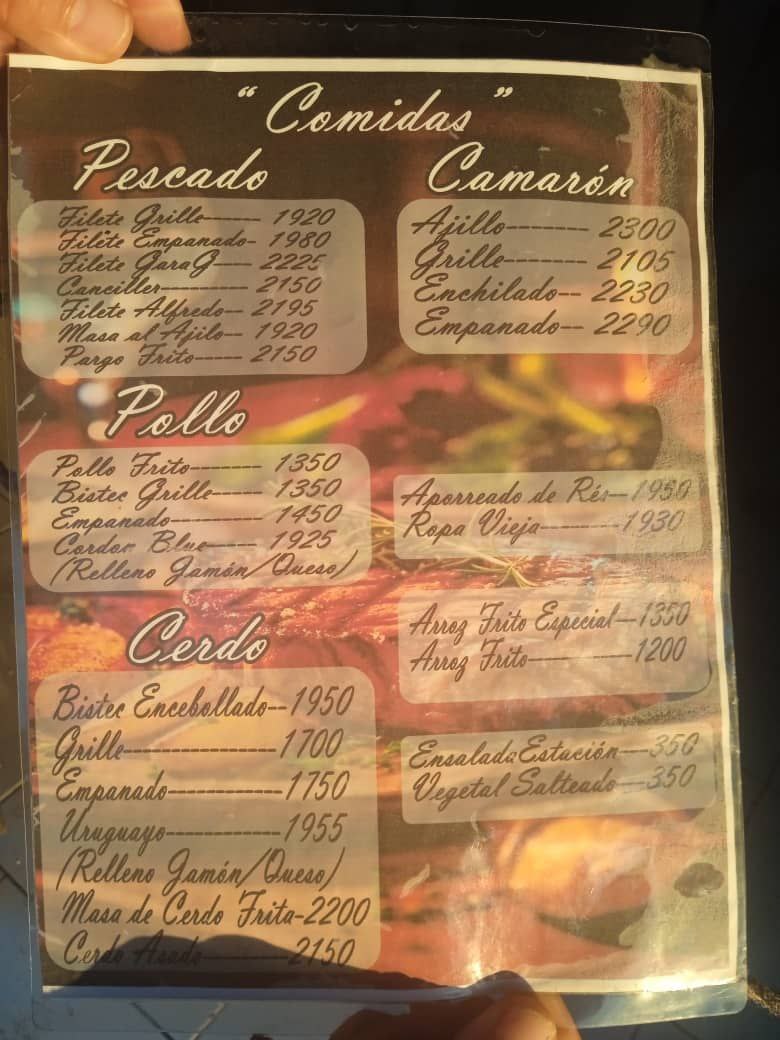 "Comidas"
Pescado
Filete Grille------ 1920
Filete Empanado- 1980
Filete GaraG---- 2225
Canciller--------- 2150
Filete Alfredo-- 2195
Masa al Ajilo-- 1920
Pargo Frito----- 2150
Pollo
Pollo Frito------- 1350
Bistec Grille----- 1350
Empanado--------- 1450
Cordon Blue----- 1925
(Relleno Jamón/Queso)
Cerdo
Bistec Encebollado--1950
Grille----------------1700
Empanado------------1750
Uruguayo------------1955
(Relleno Jamón/Queso)
Masa de Cerdo Frita-2200
Cerdo Asado---------2150
Camarón
Ajillo------- 2300
Grille------- 2105
Enchilado-- 2230
Empanado-- 2290
Aporreado de Rés--1950
Ropa Vieja--------1930
Arroz Frito Especial--1350
Arroz Frito------------1200
Ensalada Estación---350
Vegetal Salteado---350